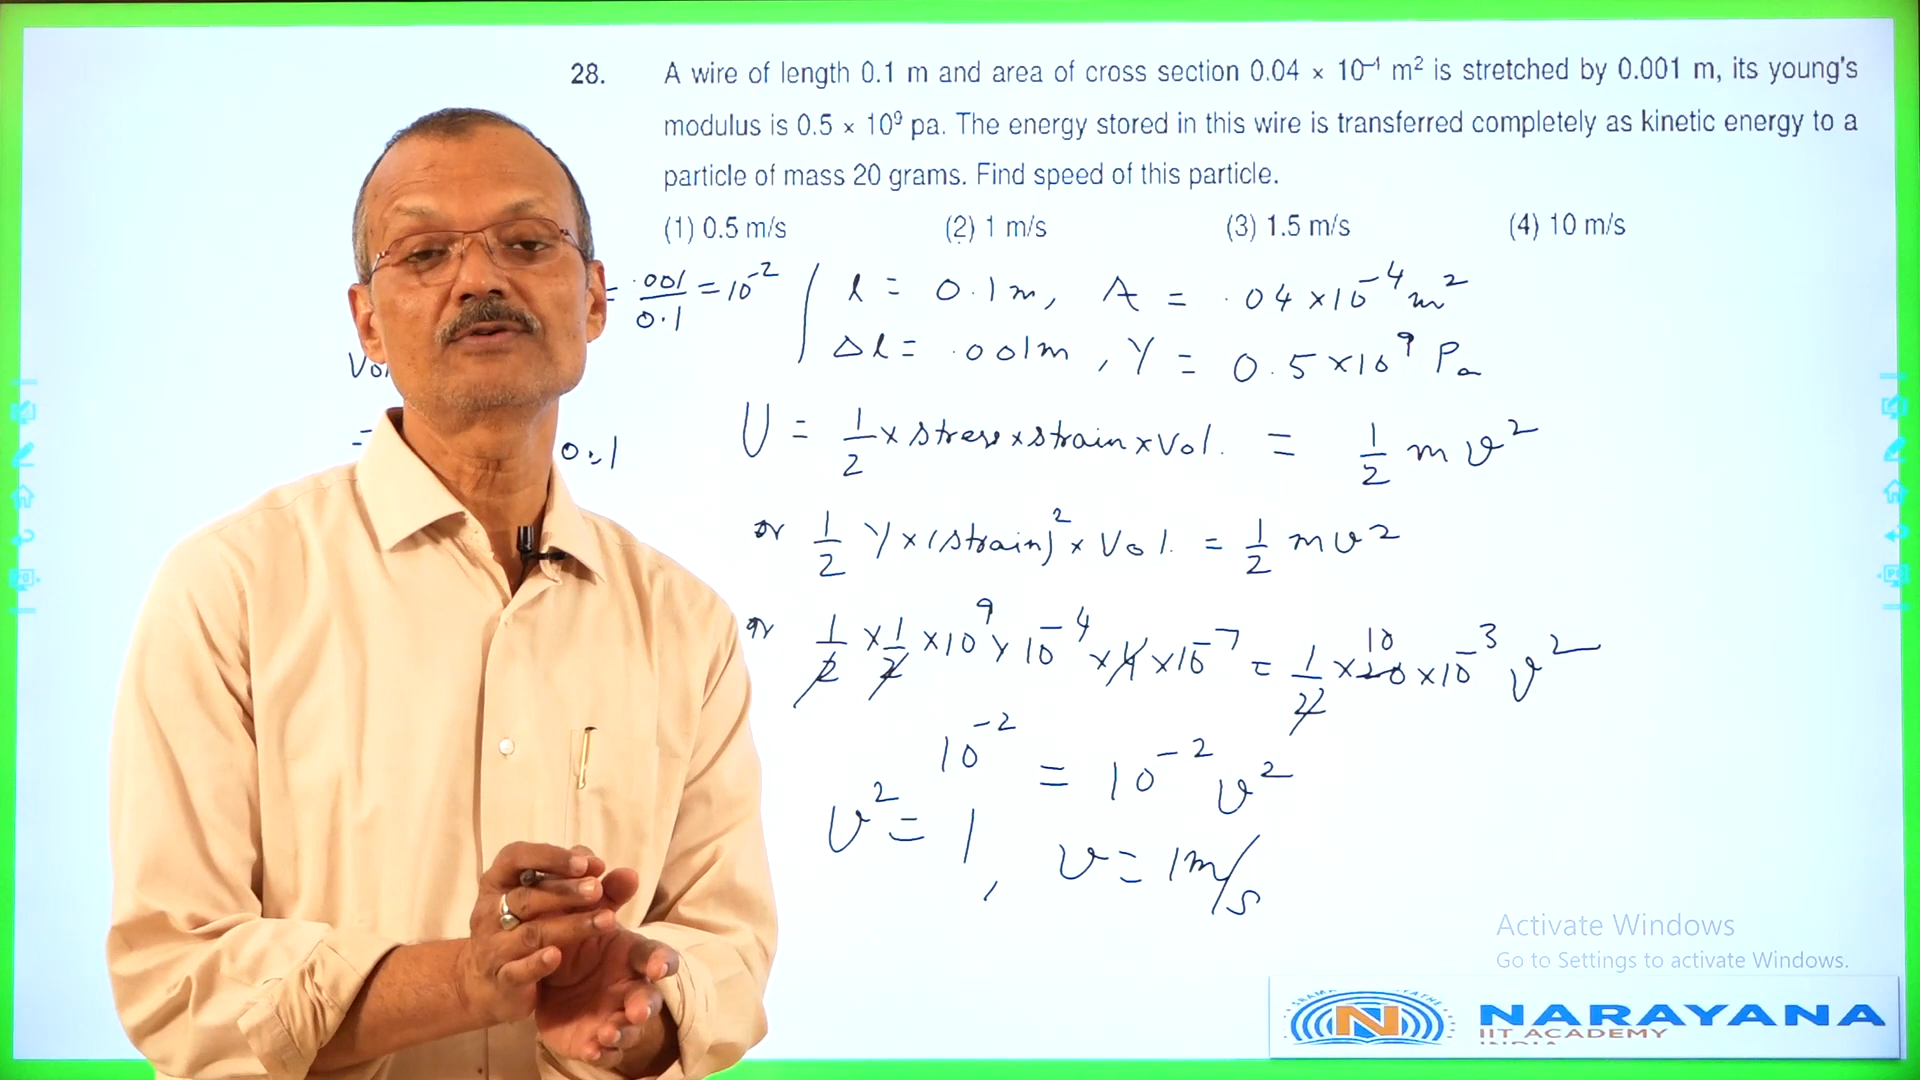 28. A wire of length 0.1 m and area of cross section 0.04 × 10⁻⁴ m² is stretched by 0.001 m, its young's
modulus is 0.5 × 10⁹ pa. The energy stored in this wire is transferred completely as kinetic energy to a
particle of mass 20 grams. Find speed of this particle.
(1) 0.5 m/s (2) 1 m/s (3) 1.5 m/s (4) 10 m/s
= .001/0.1 = 10⁻²
l = 0.1m, A = .04 × 10⁻⁴ m²
Δl = .001m, Y = 0.5 × 10⁹ Pa
Vol
= 0.1
U = 1/2 × stress × strain × Vol. = 1/2 m v²
or 1/2 Y × (strain)² × Vol. = 1/2 m v²
or 1/2 × 1/2 × 10⁹ × 10⁻⁴ × 4 × 10⁻⁷ = 1/2 × 20 10 × 10⁻³ v²
10⁻² = 10⁻² v²
v² = 1, v = 1m/s
Activate Windows
Go to Settings to activate Windows.
N
NARAYANA
IIT ACADEMY
INDIA